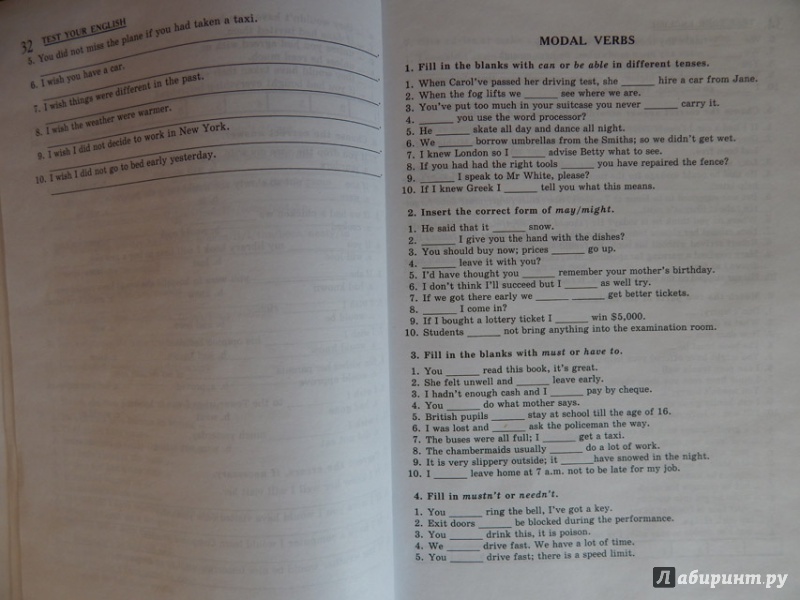 32 TEST YOUR ENGLISH
5. You did not miss the plane if you had taken a taxi.
6. I wish you have a car.
7. I wish things were different in the past.
8. I wish the weather were warmer.
9. I wish I did not decide to work in New York.
10. I wish I did not go to bed early yesterday.
MODAL VERBS
1. Fill in the blanks with can or be able in different tenses.
1. When Carol've passed her driving test, she ______ hire a car from Jane.
2. When the fog lifts we ______ see where we are.
3. You've put too much in your suitcase you never ______ carry it.
4. ______ you use the word processor?
5. He ______ skate all day and dance all night.
6. We ______ borrow umbrellas from the Smiths; so we didn't get wet.
7. I knew London so I ______ advise Betty what to see.
8. If you had had the right tools ______ you have repaired the fence?
9. ______ I speak to Mr White, please?
10. If I knew Greek I ______ tell you what this means.
2. Insert the correct form of may/might.
1. He said that it ______ snow.
2. ______ I give you the hand with the dishes?
3. You should buy now; prices ______ go up.
4. ______ leave it with you?
5. I'd have thought you ______ remember your mother's birthday.
6. I don't think I'll succeed but I ______ as well try.
7. If we got there early we ______ ______ get better tickets.
8. ______ I come in?
9. If I bought a lottery ticket I ______ win $5,000.
10. Students ______ not bring anything into the examination room.
3. Fill in the blanks with must or have to.
1. You ______ read this book, it's great.
2. She felt unwell and ______ leave early.
3. I hadn't enough cash and I ______ pay by cheque.
4. You ______ do what mother says.
5. British pupils ______ stay at school till the age of 16.
6. I was lost and ______ ask the policeman the way.
7. The buses were all full; I ______ get a taxi.
8. The chambermaids usually ______ do a lot of work.
9. It is very slippery outside; it ______ have snowed in the night.
10. I ______ leave home at 7 a.m. not to be late for my job.
4. Fill in mustn't or needn't.
1. You ______ ring the bell, I've got a key.
2. Exit doors ______ be blocked during the performance.
3. You ______ drink this, it is poison.
4. We ______ drive fast. We have a lot of time.
5. You ______ drive fast; there is a speed limit.
Лабиринт.ру